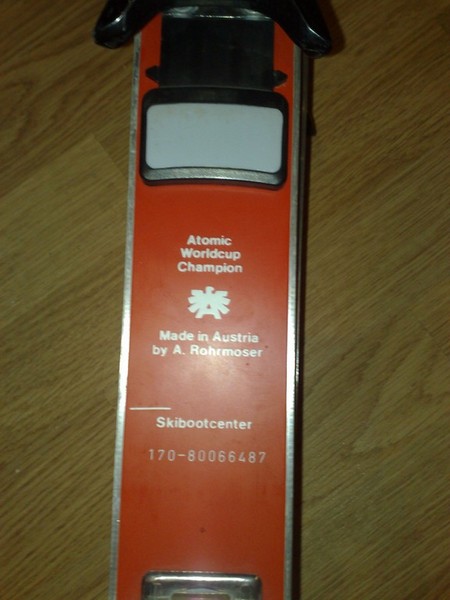 Atomic
Worldcup
Champion
Made in Austria
by A. Rohrmoser
Skibootcenter
170-80066487